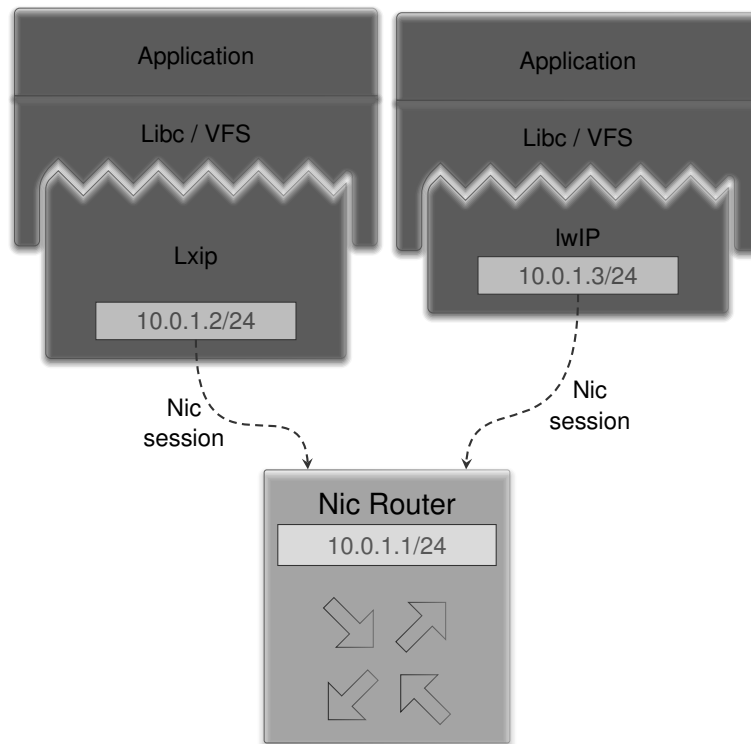 Application
Libc / VFS
Lxip
10.0.1.2/24
Application
Libc / VFS
lwIP
10.0.1.3/24
Nic
session
Nic
session
Nic Router
10.0.1.1/24